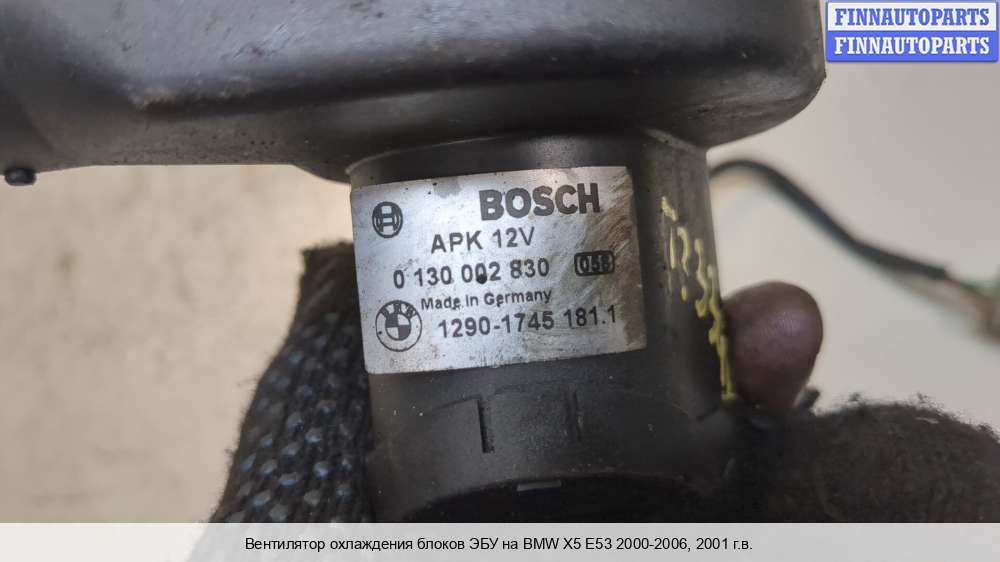 FINNAUTOPARTS
FINNAUTOPARTS
BOSCH
APK 12V
0 130 002 830
Made in Germany
BMW
1290-1745 181.1
Вентилятор охлаждения блоков ЭБУ на BMW X5 E53 2000-2006, 2001 г.в.